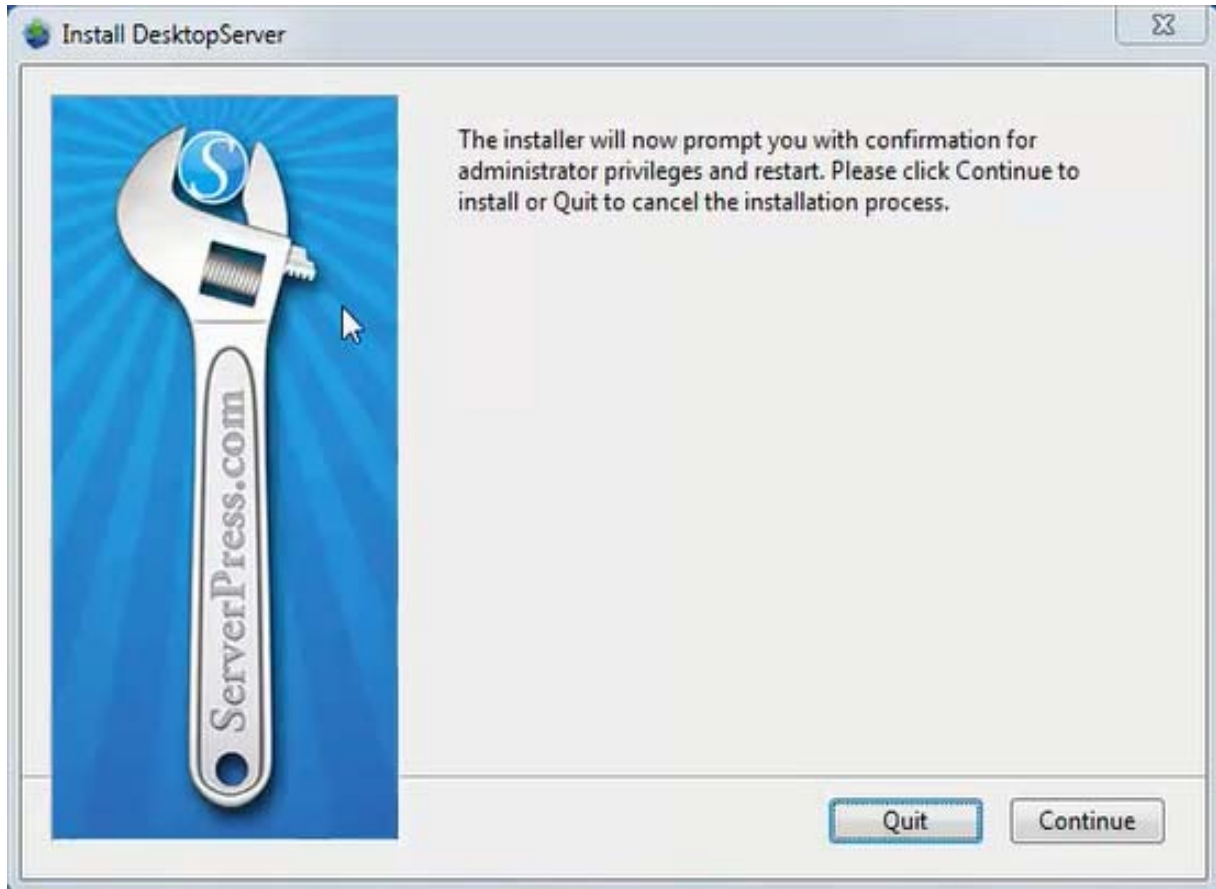 Install DesktopServer
The installer will now prompt you with confirmation for
administrator privileges and restart. Please click Continue to
install or Quit to cancel the installation process.
S
ServerPress.com
Quit
Continue